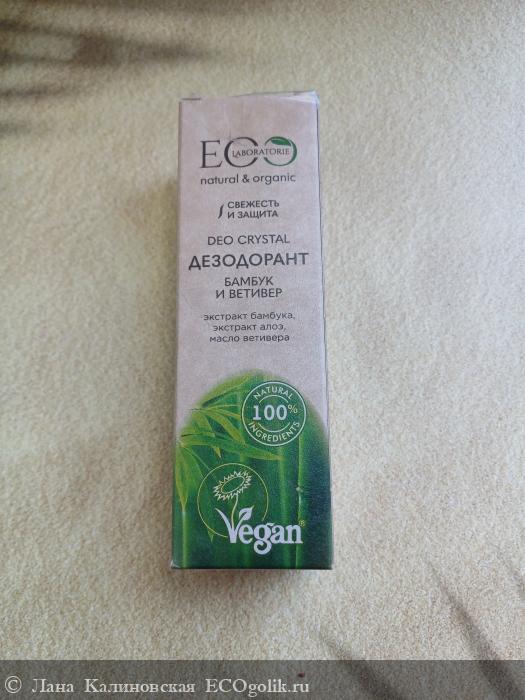 ECO
LABORATORIE
natural & organic
СВЕЖЕСТЬ
И ЗАЩИТА
DEO CRYSTAL
ДЕЗОДОРАНТ
БАМБУК
И ВЕТИВЕР
экстракт бамбука,
экстракт алоэ,
масло ветивера
NATURAL
100%
INGREDIENTS
Vegan®
© Лана Калиновская ECOgolik.ru